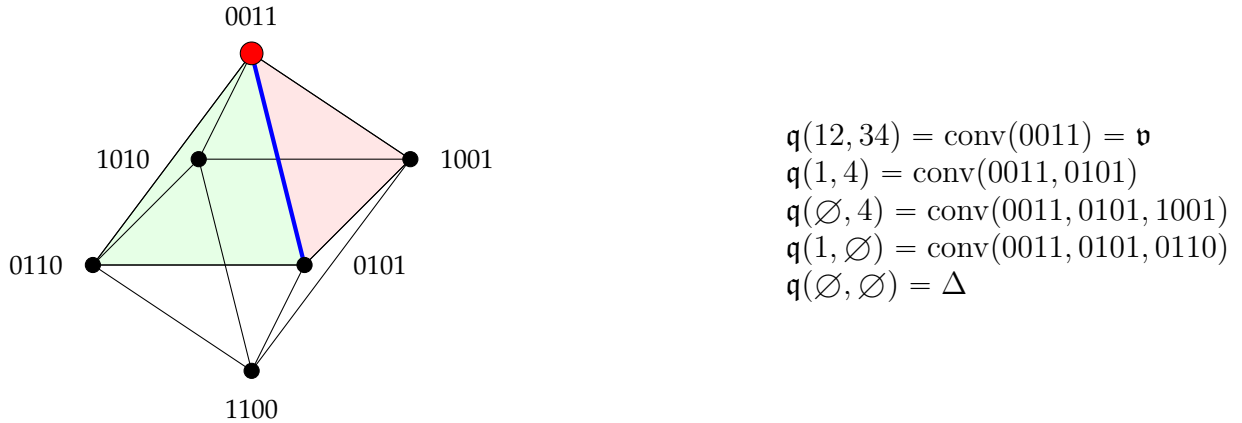 0011
1010
1001
0110
0101
1100
𝔮(12, 34) = conv(0011) = 𝔳
𝔮(1, 4) = conv(0011, 0101)
𝔮(∅, 4) = conv(0011, 0101, 1001)
𝔮(1, ∅) = conv(0011, 0101, 0110)
𝔮(∅, ∅) = Δ